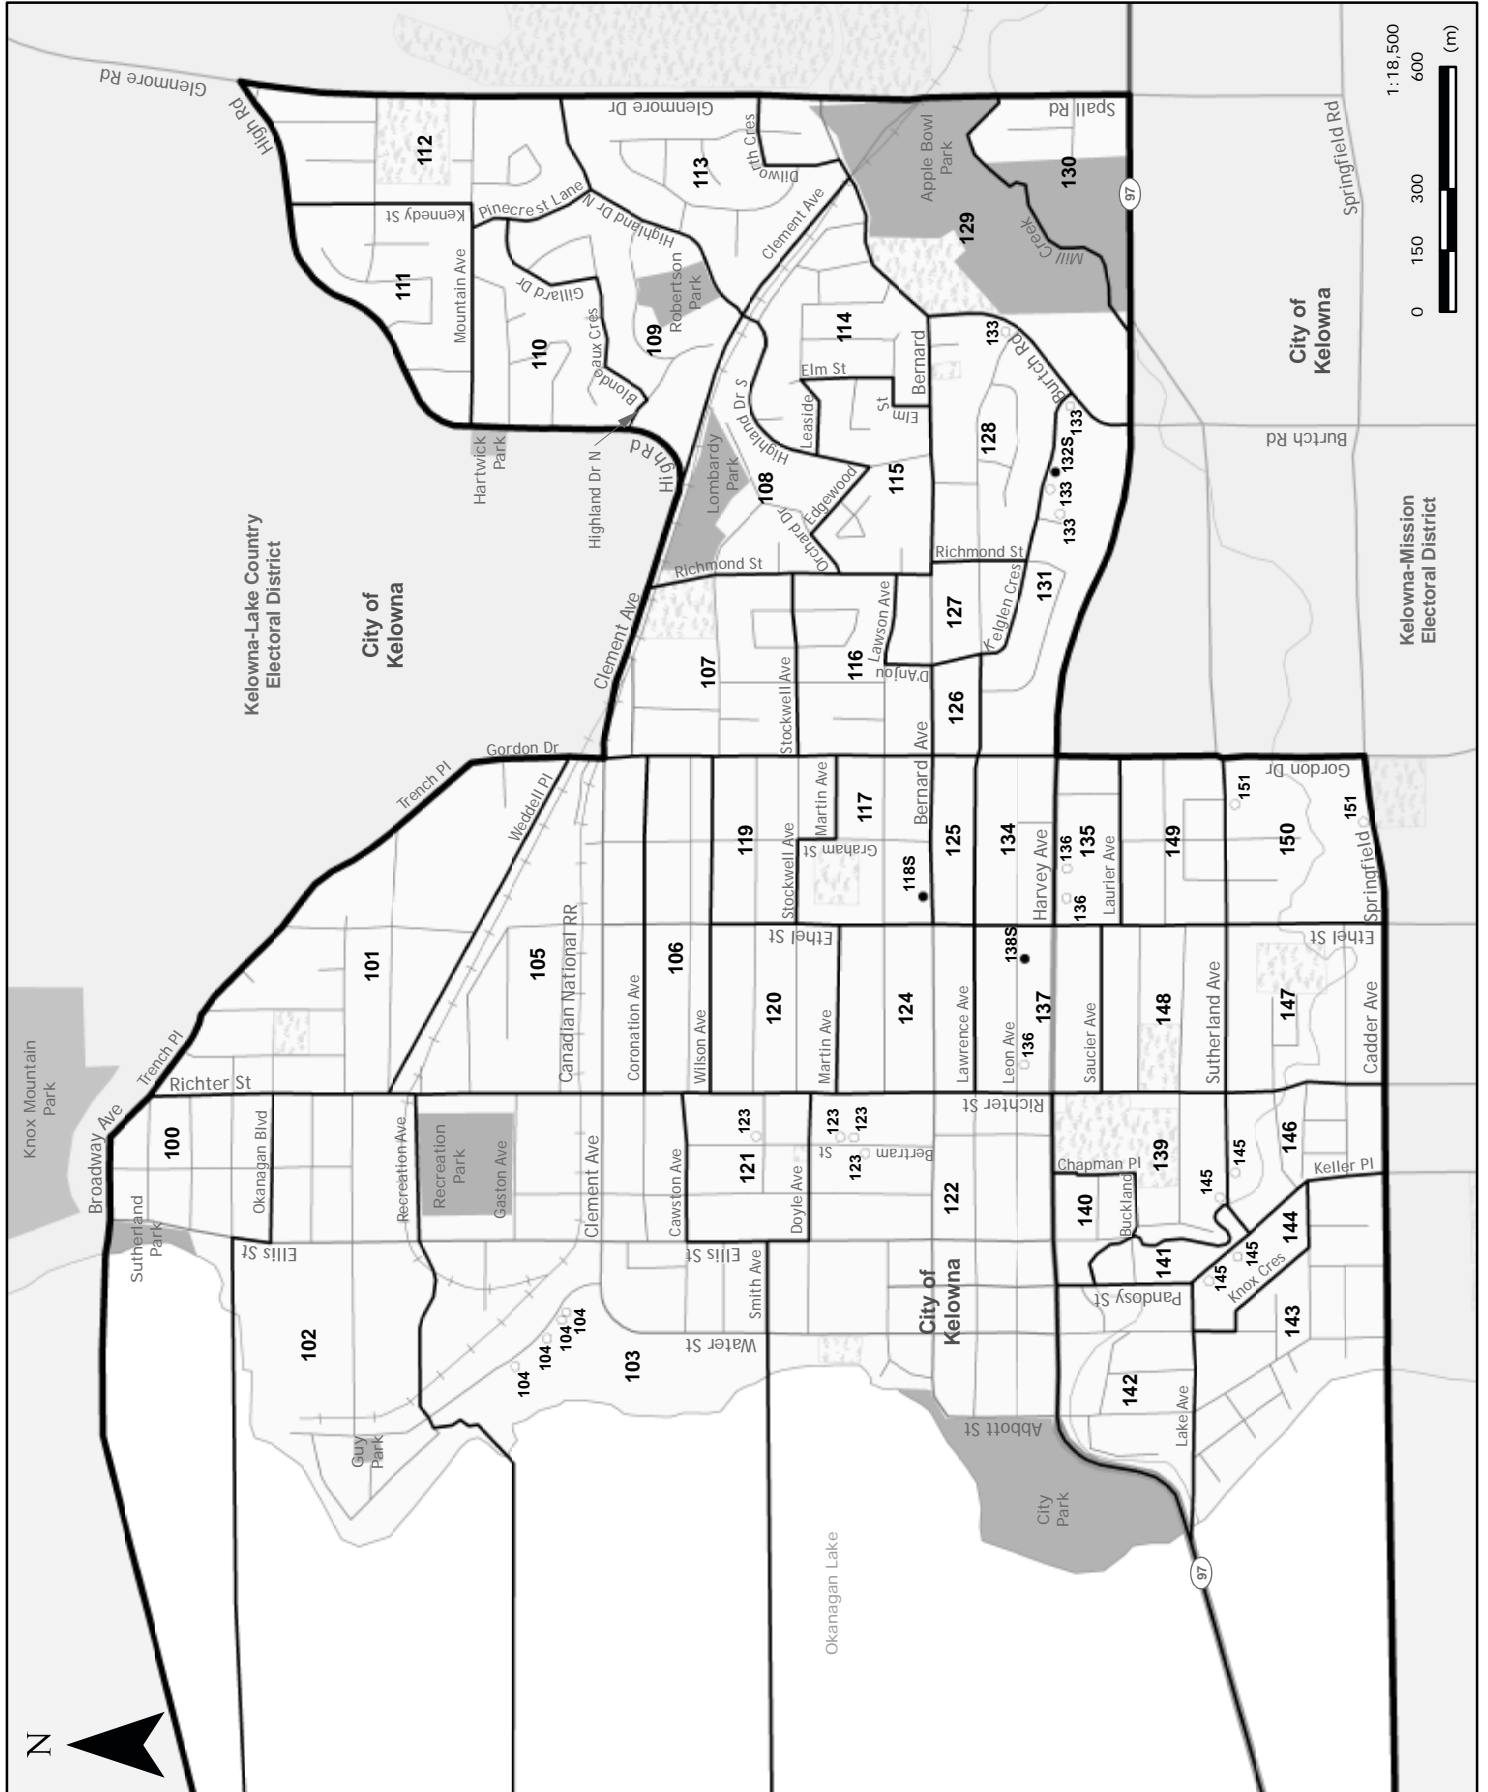 N
Knox Mountain
Park
Broadway Ave
Trench Pl
Sutherland
Park
100
Okanagan Blvd
Richter St
101
Trench Pl
Gordon Dr
Weddell Pl
Ellis St
102
Guy
Park
Recreation Ave
Recreation
Park
Gaston Ave
105
Canadian National RR
Clement Ave
103
104
104
104
104
Coronation Ave
106
Wilson Ave
Cawston Ave
Ellis St
Smith Ave
Water St
121
123
Doyle Ave
123
123
123
Bertram
St
122
120
Martin Ave
124
Ethel St
119
Stockwell Ave
Martin Ave
Graham St
117
118S
Bernard Ave
125
Lawrence Ave
Leon Ave
136
137
138S
134
Harvey Ave
Richter St
City of
Kelowna
Okanagan Lake
City
Park
Abbott St
97
142
Lake Ave
Pandosy St
141
140
Buckland
Chapman Pl
139
145
145
145
145
Knox Cres
143
144
146
Keller Pl
Saucier Ave
148
Sutherland Ave
147
Cadder Ave
Ethel St
136
136
135
Laurier Ave
149
150
151
151
Gordon Dr
Springfield
Kelowna-Lake Country
Electoral District
City of
Kelowna
Clement Ave
107
Stockwell Ave
116
Lawson Ave
D'Anjou
126
127
Kelglen Cres
Richmond St
131
Richmond St
Lombardy
Park
108
Highland Dr S
Orchard Dr
Edgewood
115
Leaside
Elm St
Elm
St
114
Bernard
128
133
133
133
133
132S
Burtch Rd
Burtch Rd
High Rd
Highland Dr N
Hartwick
Park
Mountain Ave
111
110
Blondeaux Cres
Gillard Dr
109
Robertson
Park
Highland Dr N
Pinecrest Lane
Kennedy St
112
High Rd
Glenmore Rd
Glenmore Dr
113
Dilworth Cres
Clement Ave
Apple Bowl
Park
129
Mill Creek
130
Spall Rd
97
Springfield Rd
City of
Kelowna
Kelowna-Mission
Electoral District
1:18,500
0
150
300
600
(m)